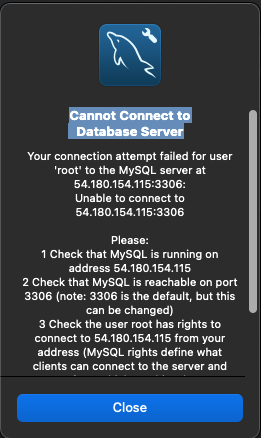 Cannot Connect to
Database Server
Your connection attempt failed for user
'root' to the MySQL server at
54.180.154.115:3306:
Unable to connect to
54.180.154.115:3306
Please:
1 Check that MySQL is running on
address 54.180.154.115
2 Check that MySQL is reachable on port
3306 (note: 3306 is the default, but this
can be changed)
3 Check the user root has rights to
connect to 54.180.154.115 from your
address (MySQL rights define what
clients can connect to the server and
Close